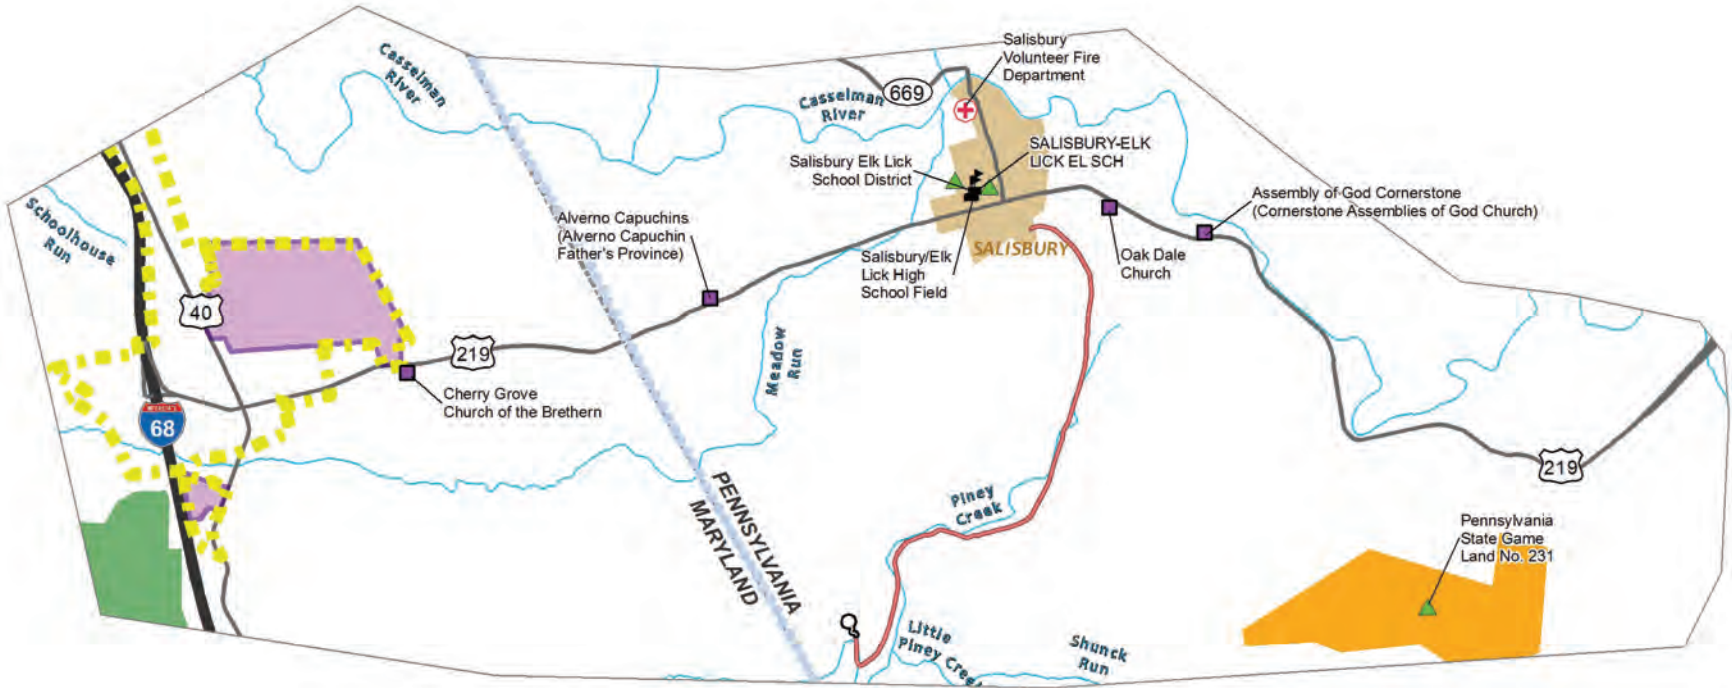 Salisbury
Volunteer Fire
Department
Casselman
River
669
Casselman
River
SALISBURY-ELK
LICK EL SCH
Salisbury Elk Lick
School District
Assembly of God Cornerstone
(Cornerstone Assemblies of God Church)
Schoolhouse
Run
Alverno Capuchins
(Alverno Capuchin
Father's Province)
SALISBURY
Oak Dale
Church
Salisbury/Elk
Lick High
School Field
40
219
Meadow
Run
Cherry Grove
Church of the Brethern
68
219
PENNSYLVANIA
MARYLAND
Piney
Creek
Pennsylvania
State Game
Land No. 231
Little
Piney Creek
Shunck
Run